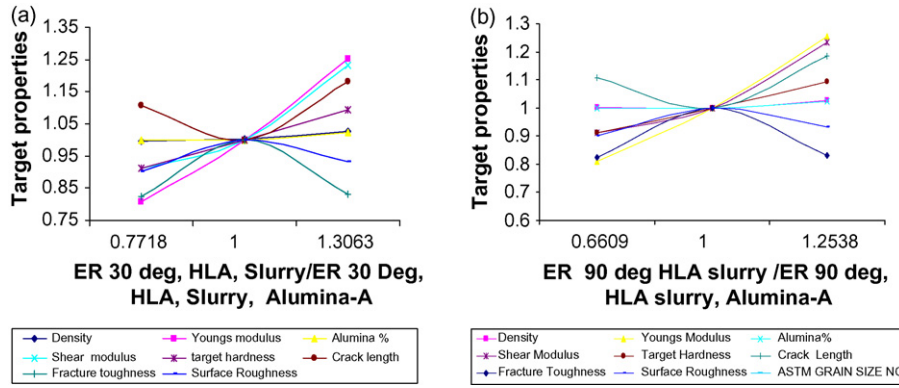 (a)
1.35
1.25
1.15
1.05
0.95
0.85
0.75
Target properties
0.7718 1 1.3063
ER 30 deg, HLA, Slurry/ER 30 Deg,
HLA, Slurry, Alumina-A
Density Youngs modulus Alumina %
Shear modulus target hardness Crack length
Fracture toughness Surface Roughness
(b)
1.3
1.2
1.1
1
0.9
0.8
0.7
0.6
Target properties
0.6609 1 1.2538
ER 90 deg HLA slurry /ER 90 deg,
HLA slurry, Alumina-A
Density Youngs Modulus Alumina%
Shear Modulus Target Hardness Crack Length
Fracture Toughness Surface Roughness ASTM GRAIN SIZE NO